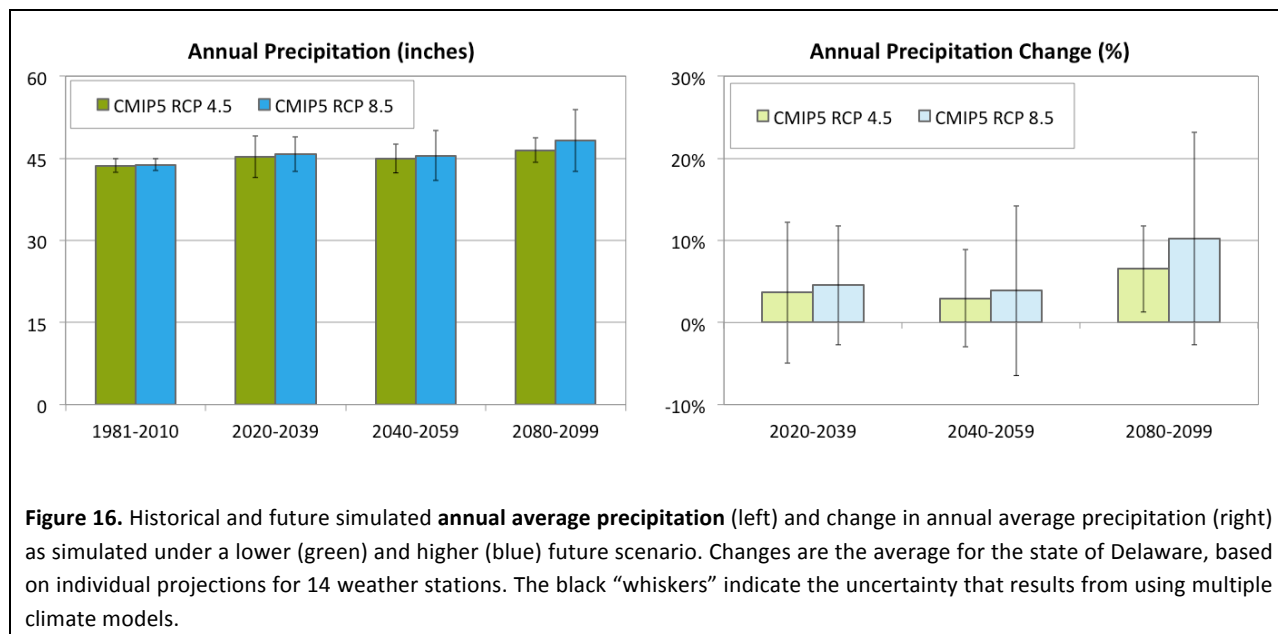 Annual Precipitation (inches)
60
45
30
15
0
CMIP5 RCP 4.5 CMIP5 RCP 8.5
1981-2010 2020-2039 2040-2059 2080-2099
Annual Precipitation Change (%)
30%
20%
10%
0%
-10%
CMIP5 RCP 4.5 CMIP5 RCP 8.5
2020-2039 2040-2059 2080-2099
Figure 16. Historical and future simulated annual average precipitation (left) and change in annual average precipitation (right)
as simulated under a lower (green) and higher (blue) future scenario. Changes are the average for the state of Delaware, based
on individual projections for 14 weather stations. The black “whiskers” indicate the uncertainty that results from using multiple
climate models.